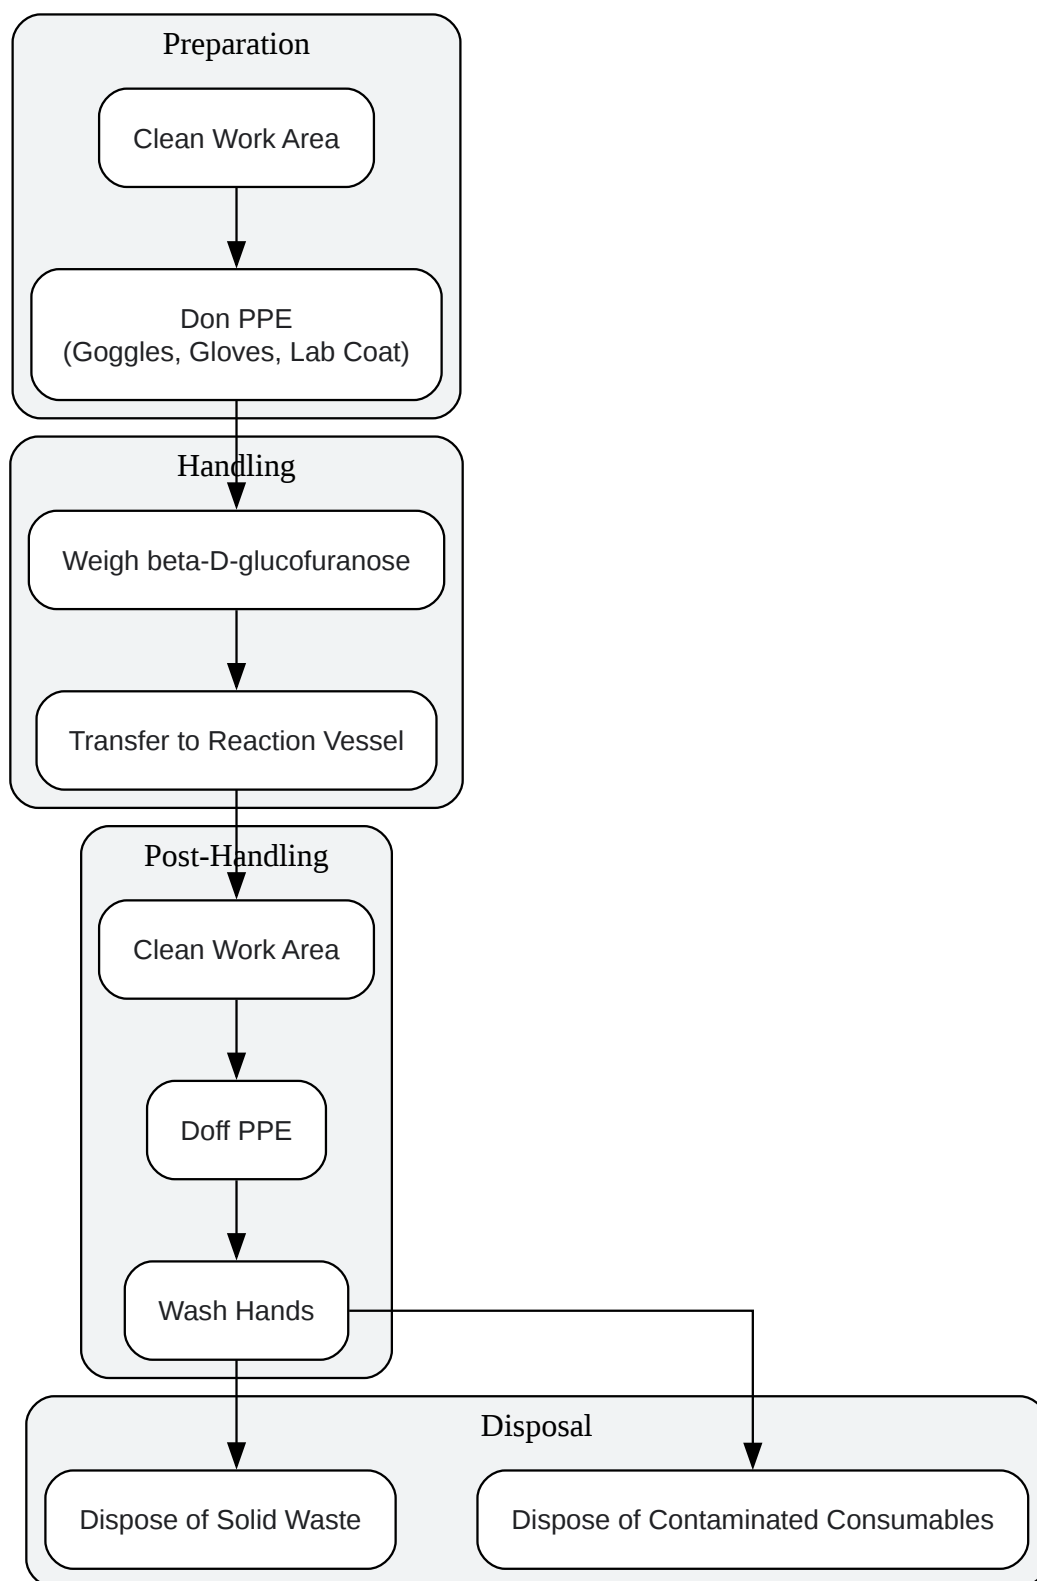 Preparation
Clean Work Area
Don PPE
(Goggles, Gloves, Lab Coat)
Handling
Weigh beta-D-glucofuranose
Transfer to Reaction Vessel
Post-Handling
Clean Work Area
Doff PPE
Wash Hands
Disposal
Dispose of Solid Waste
Dispose of Contaminated Consumables